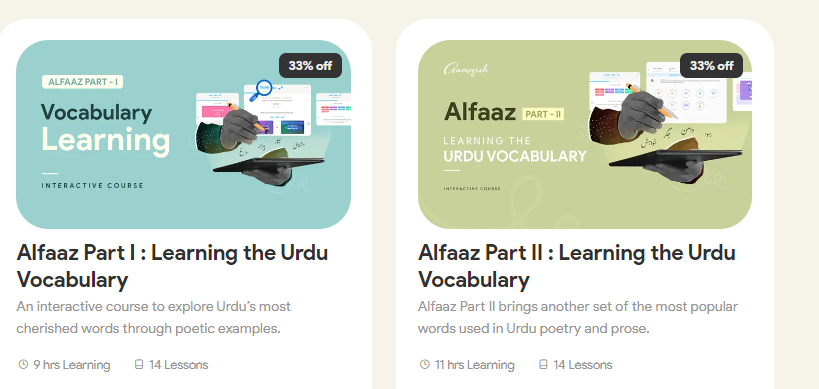 ALFAAZ PART - I
33% off
Vocabulary
Learning
INTERACTIVE COURSE
Alfaaz Part I : Learning the Urdu
Vocabulary
An interactive course to explore Urdu's most
cherished words through poetic examples.
9 hrs Learning
14 Lessons
Aamozish
33% off
Alfaaz PART - II
LEARNING THE
URDU VOCABULARY
INTERACTIVE COURSE
Alfaaz Part II : Learning the Urdu
Vocabulary
Alfaaz Part II brings another set of the most popular
words used in Urdu poetry and prose.
11 hrs Learning
14 Lessons